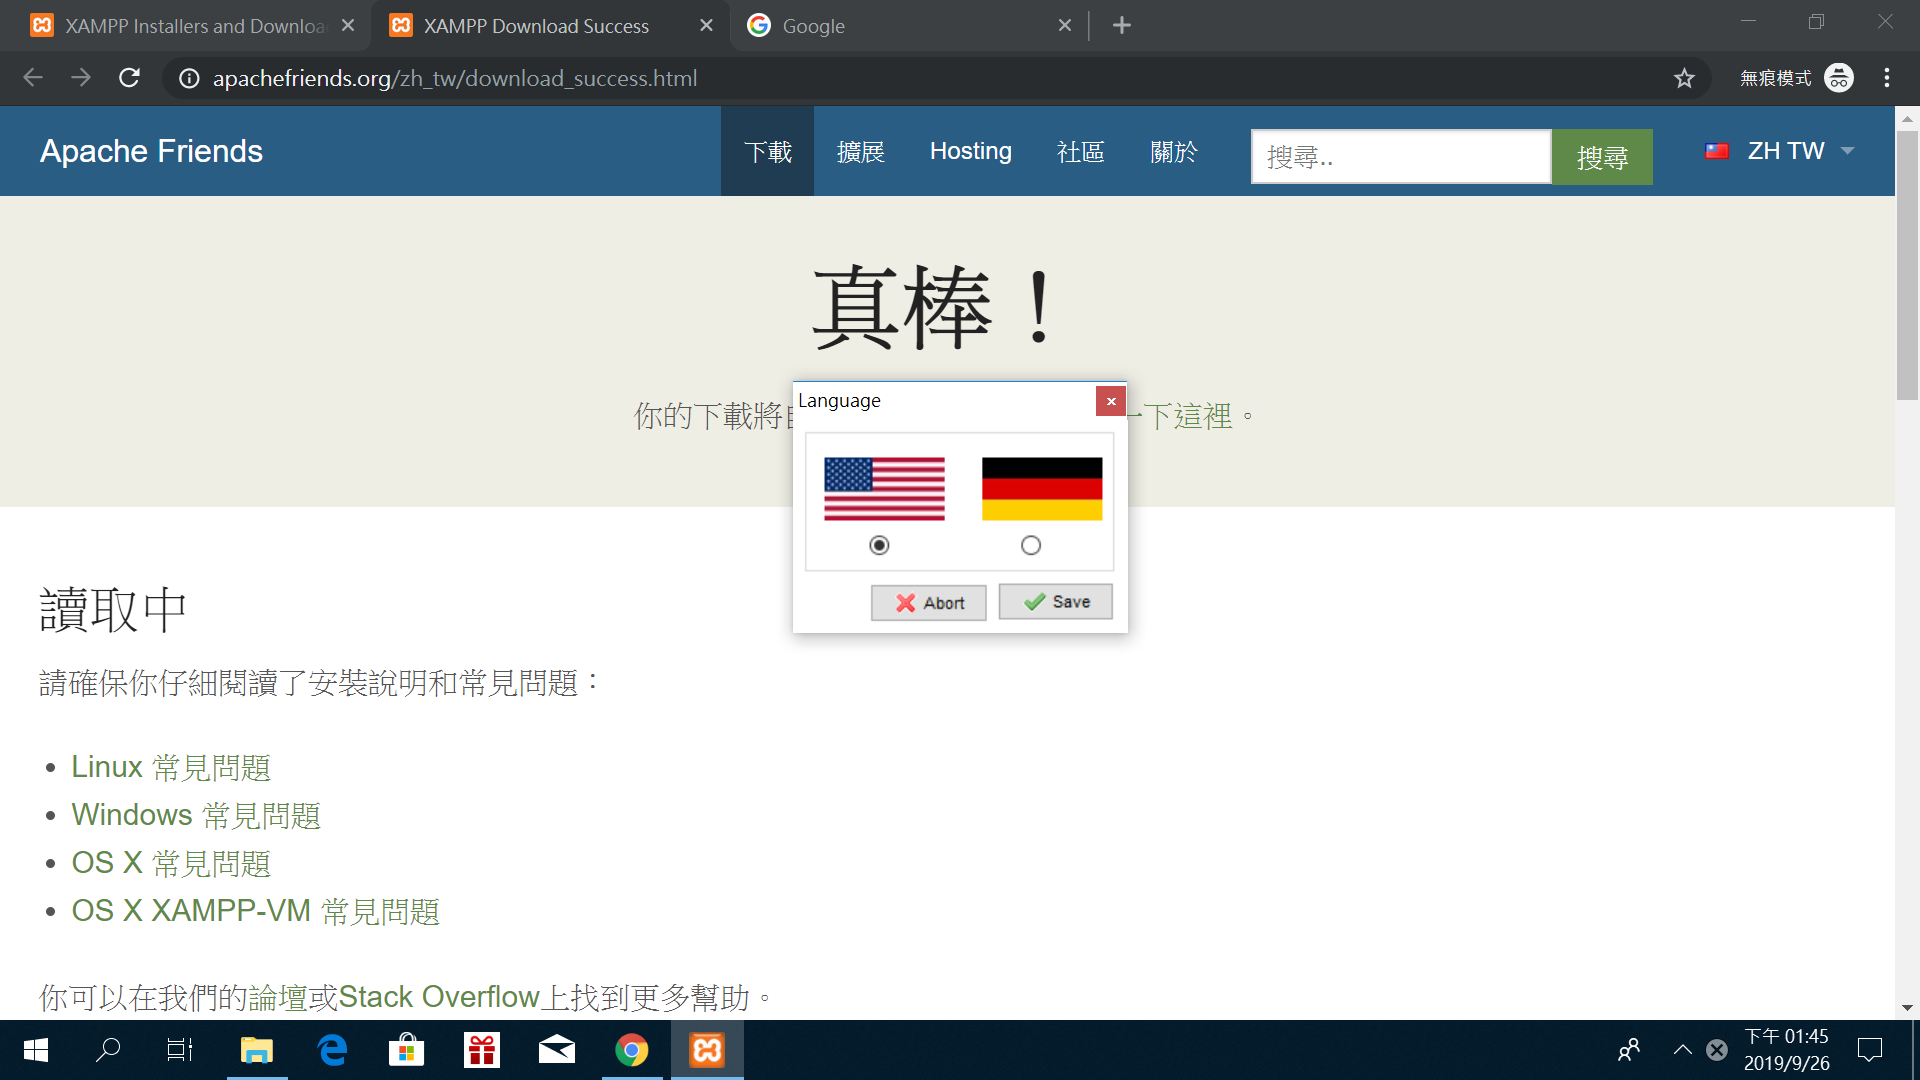 XAMPP Installers and Downloa
XAMPP Download Success
Google
apachefriends.org/zh_tw/download_success.html
無痕模式
Apache Friends
下載
擴展
Hosting
社區
關於
搜尋..
搜尋
ZH TW
真棒！
你的下載將
一下這裡。
Language
Abort
Save
讀取中
請確保你仔細閱讀了安裝說明和常見問題：
Linux 常見問題
Windows 常見問題
OS X 常見問題
OS X XAMPP-VM 常見問題
你可以在我們的論壇或Stack Overflow上找到更多幫助。
下午 01:45
2019/9/26